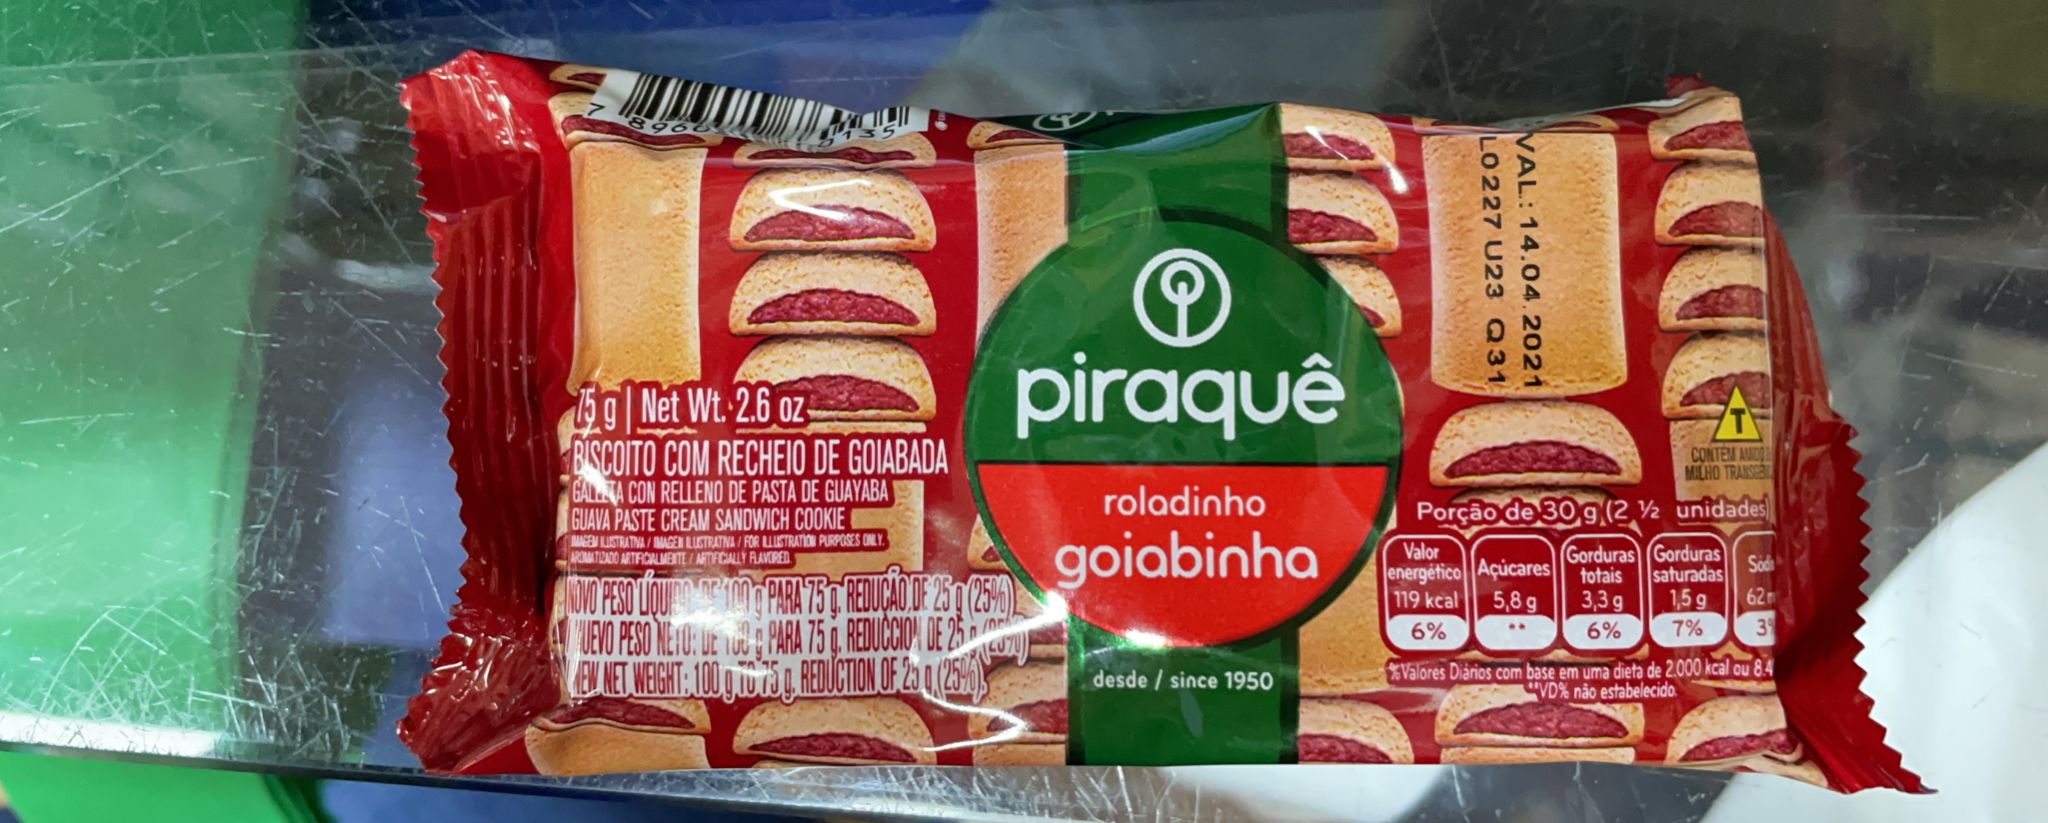 135
75 g | Net Wt. 2.6 oz
BISCOITO COM RECHEIO DE GOIABADA
GALLETA CON RELLENO DE PASTA DE GUAYABA
GUAVA PASTE CREAM SANDWICH COOKIE
IMAGEM ILUSTRATIVA / IMAGEN ILUSTRATIVA / FOR ILLUSTRATION PURPOSES ONLY.
AROMATIZADO ARTIFICIALMENTE / ARTIFICIALLY FLAVORED.
NOVO PESO LÍQUIDO: DE 100 g PARA 75 g. REDUÇÃO DE 25 g (25%)
NUEVO PESO NETO: DE 100 g PARA 75 g. REDUCCIÓN DE 25 g (25%)
NEW NET WEIGHT: 100 g TO 75 g. REDUCTION OF 25 g (25%).
piraquê
roladinho
goiabinha
desde / since 1950
VAL.: 14.04.2021
L0227 U23 Q31
T
CONTÉM
MILHO
Porção de 30 g (2 ½ unidades)
Valor energético 119 kcal 6%
Açúcares 5,8 g **
Gorduras totais 3,3 g 6%
Gorduras saturadas 1,5 g 7%
62
%Valores Diários com base em uma dieta de 2.000 kcal ou 8.4
**VD% não estabelecido.